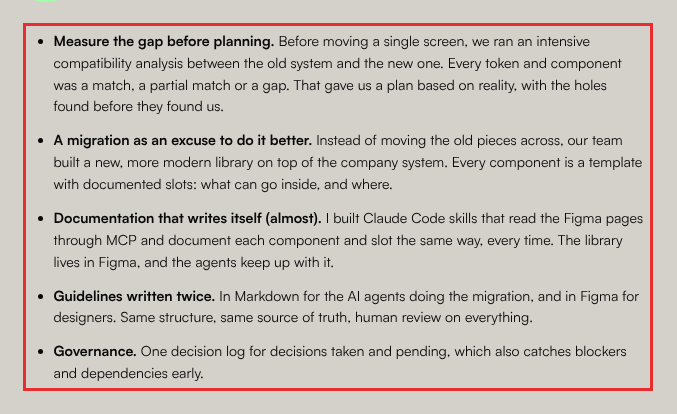 • Measure the gap before planning. Before moving a single screen, we ran an intensive
compatibility analysis between the old system and the new one. Every token and component
was a match, a partial match or a gap. That gave us a plan based on reality, with the holes
found before they found us.
• A migration as an excuse to do it better. Instead of moving the old pieces across, our team
built a new, more modern library on top of the company system. Every component is a template
with documented slots: what can go inside, and where.
• Documentation that writes itself (almost). I built Claude Code skills that read the Figma pages
through MCP and document each component and slot the same way, every time. The library
lives in Figma, and the agents keep up with it.
• Guidelines written twice. In Markdown for the AI agents doing the migration, and in Figma for
designers. Same structure, same source of truth, human review on everything.
• Governance. One decision log for decisions taken and pending, which also catches blockers
and dependencies early.